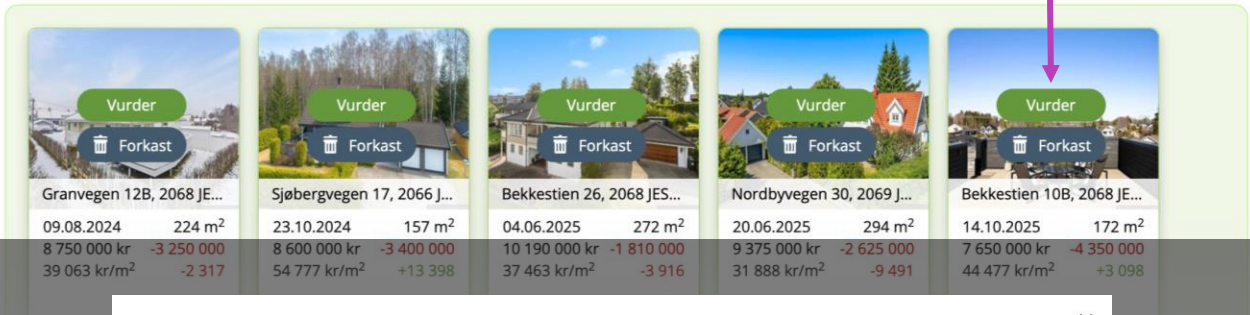 Vurder
Forkast
Granvegen 12B, 2068 JE...
09.08.2024 224 m²
8 750 000 kr -3 250 000
39 063 kr/m² -2 317
Vurder
Forkast
Sjøbergvegen 17, 2066 J...
23.10.2024 157 m²
8 600 000 kr -3 400 000
54 777 kr/m² +13 398
Vurder
Forkast
Bekkestien 26, 2068 JES...
04.06.2025 272 m²
10 190 000 kr -1 810 000
37 463 kr/m² -3 916
Vurder
Forkast
Nordbyvegen 30, 2069 J...
20.06.2025 294 m²
9 375 000 kr -2 625 000
31 888 kr/m² -9 491
Vurder
Forkast
Bekkestien 10B, 2068 JE...
14.10.2025 172 m²
7 650 000 kr -4 350 000
44 477 kr/m² +3 098